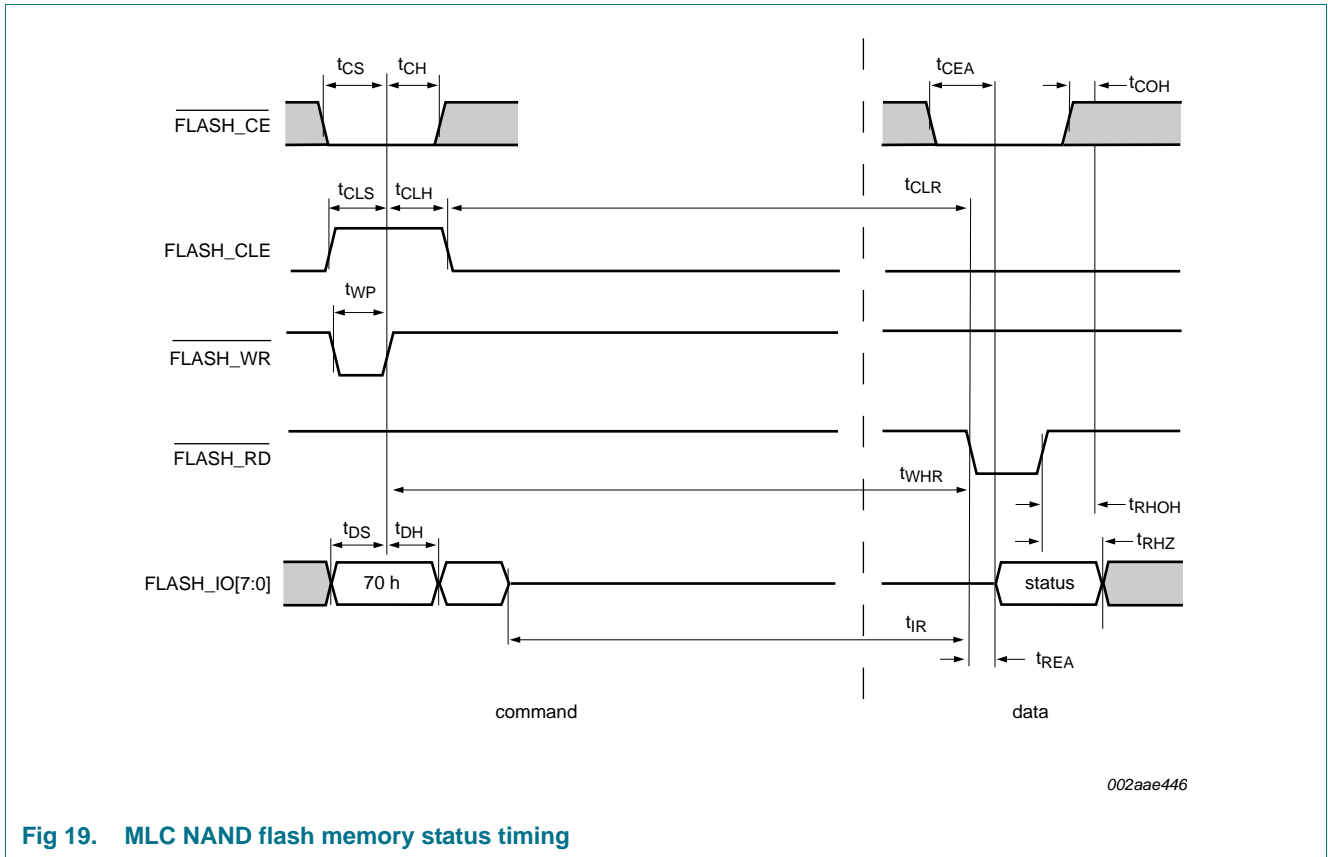 tCS tCH tCEA tCOH
FLASH_CE
tCLS tCLH tCLR
FLASH_CLE
tWP
FLASH_WR
FLASH_RD
tWHR
tRHOH
tDS tDH tRHZ
FLASH_IO[7:0] 70 h status
tIR
tREA
command data
002aae446
Fig 19. MLC NAND flash memory status timing